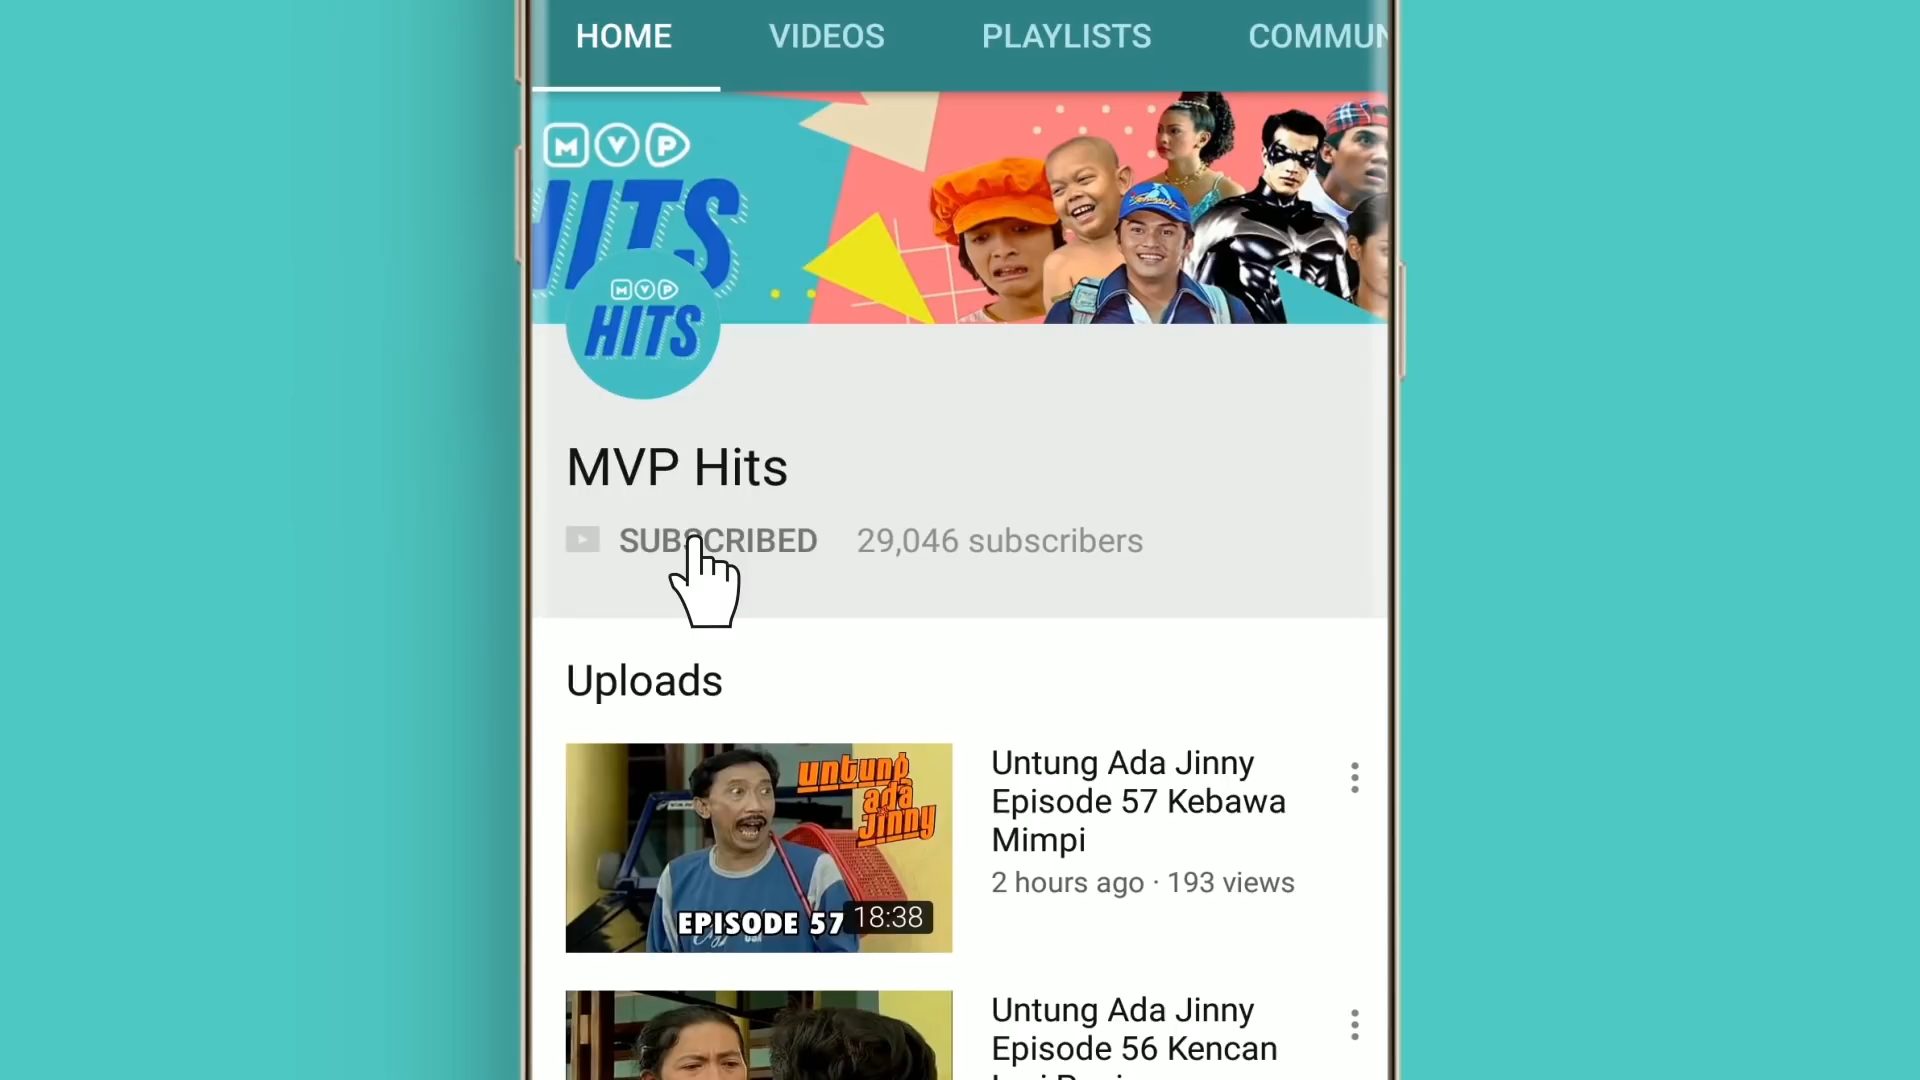 HOME VIDEOS PLAYLISTS COMMUN
MVP
HITS
MVP
HITS
MVP Hits
SUBSCRIBED 29,046 subscribers
Uploads
untung
ada
jinny
EPISODE 57
18:38
Untung Ada Jinny
Episode 57 Kebawa
Mimpi
2 hours ago · 193 views
Untung Ada Jinny
Episode 56 Kencan